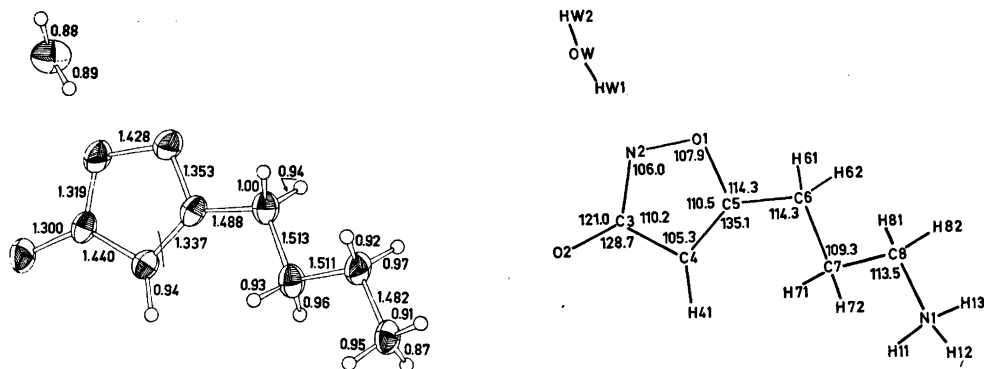 0.88
0.89
1.428
1.353
1.319
1.300
1.440
1.337
0.94
1.488
1.00
0.94
1.513
0.92
1.511
0.97
0.93
0.96
1.482
0.91
0.95
0.87
HW2
OW
HW1
N2 O1
106.0 107.9
H61
H62
114.3
110.5 C5 C6
135.1 114.3
121.0 C3 110.2
128.7
O2
105.3
C4
H41
H81 H82
109.3 C8
C7 113.5
H71
H72
N1 H13
H11 H12